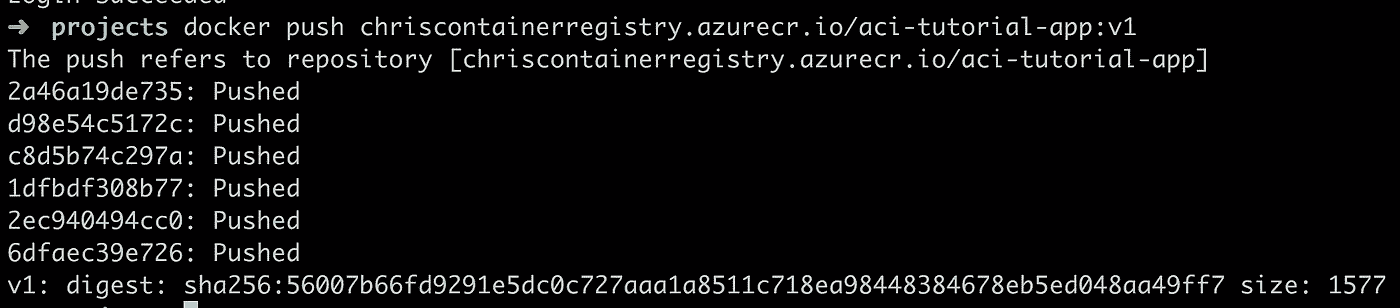 Login Succeeded
➜ projects docker push chriscontainerregistry.azurecr.io/aci-tutorial-app:v1
The push refers to repository [chriscontainerregistry.azurecr.io/aci-tutorial-app]
2a46a19de735: Pushed
d98e54c5172c: Pushed
c8d5b74c297a: Pushed
1dfbdf308b77: Pushed
2ec940494cc0: Pushed
6dfaec39e726: Pushed
v1: digest: sha256:56007b66fd9291e5dc0c727aaa1a8511c718ea98448384678eb5ed048aa49ff7 size: 1577